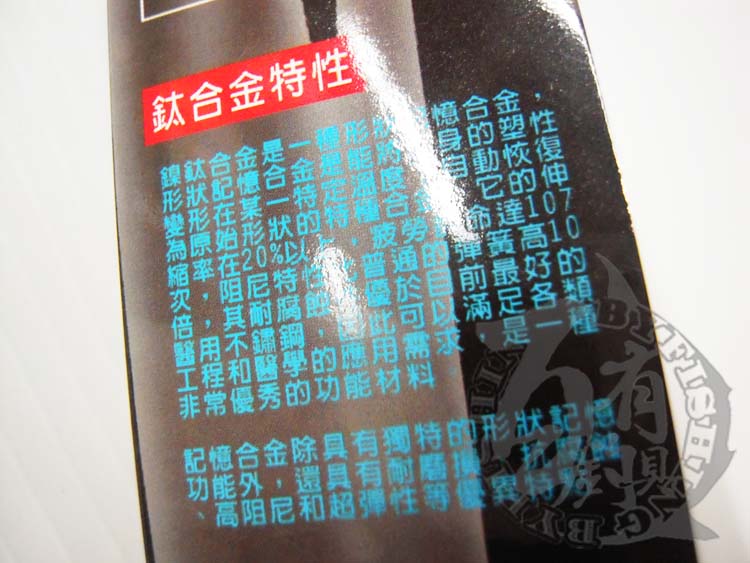 鈦合金特性
鎳鈦合金是一種形狀記憶合金，
形狀記憶合金是能將自身的塑性
變形在某一特定溫度下自動恢復
為原始形狀的特種合金。它的伸
縮率在20%以上，疲勞壽命達10的7
次，阻尼特性比普通的彈簧高10
倍，其耐腐蝕性優於目前最好的
醫用不鏽鋼，因此可以滿足各類
工程和醫學的應用需求，是一種
非常優秀的功能材料
記憶合金除具有獨特的形狀記憶
功能外，還具有耐磨損、抗腐蝕
、高阻尼和超彈性等優異特點